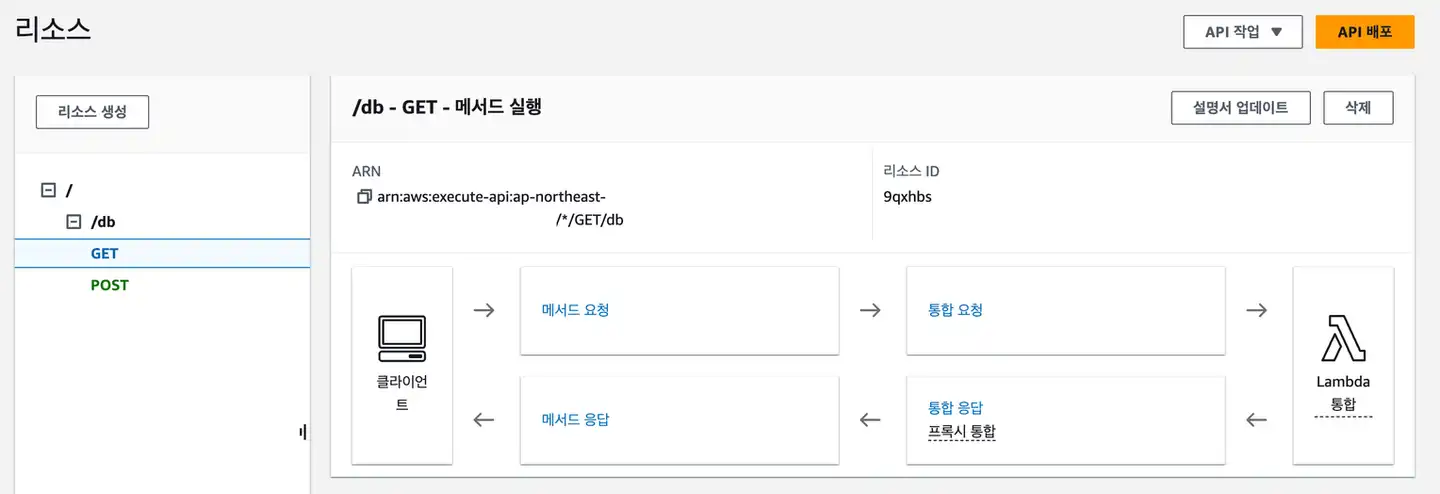 리소스
API 작업 ▼
API 배포
리소스 생성
/
/db
GET
POST
/db - GET - 메서드 실행
설명서 업데이트
삭제
ARN
arn:aws:execute-api:ap-northeast-
/*/GET/db
리소스 ID
9qxhbs
클라이언
트
메서드 요청
통합 요청
Lambda
통합
메서드 응답
통합 응답
프록시 통합